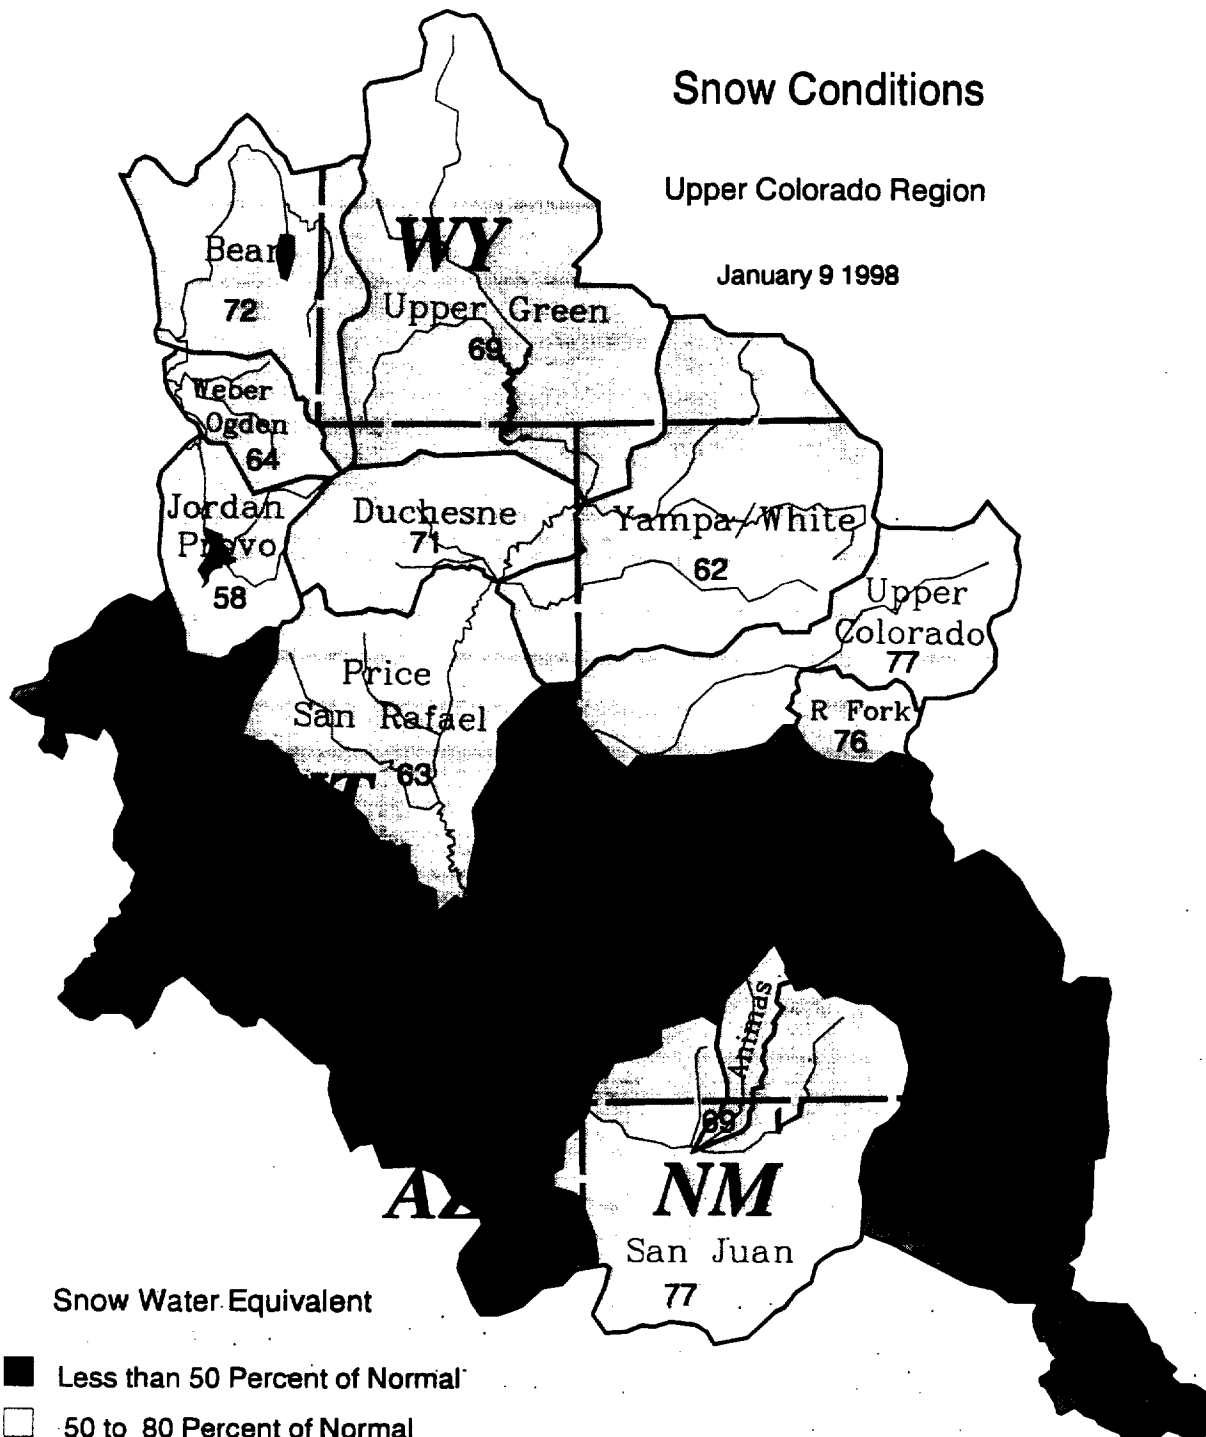 Snow Conditions
Upper Colorado Region
January 9 1998
WY
Bear
72
Upper Green
69
Weber
Ogden
64
Jordan
Provo
58
Duchesne
71
Yampa/White
62
Upper
Colorado
77
R Fork
76
Price
San Rafael
63
Animas
69
NM
San Juan
77
Snow Water Equivalent
Less than 50 Percent of Normal
50 to 80 Percent of Normal